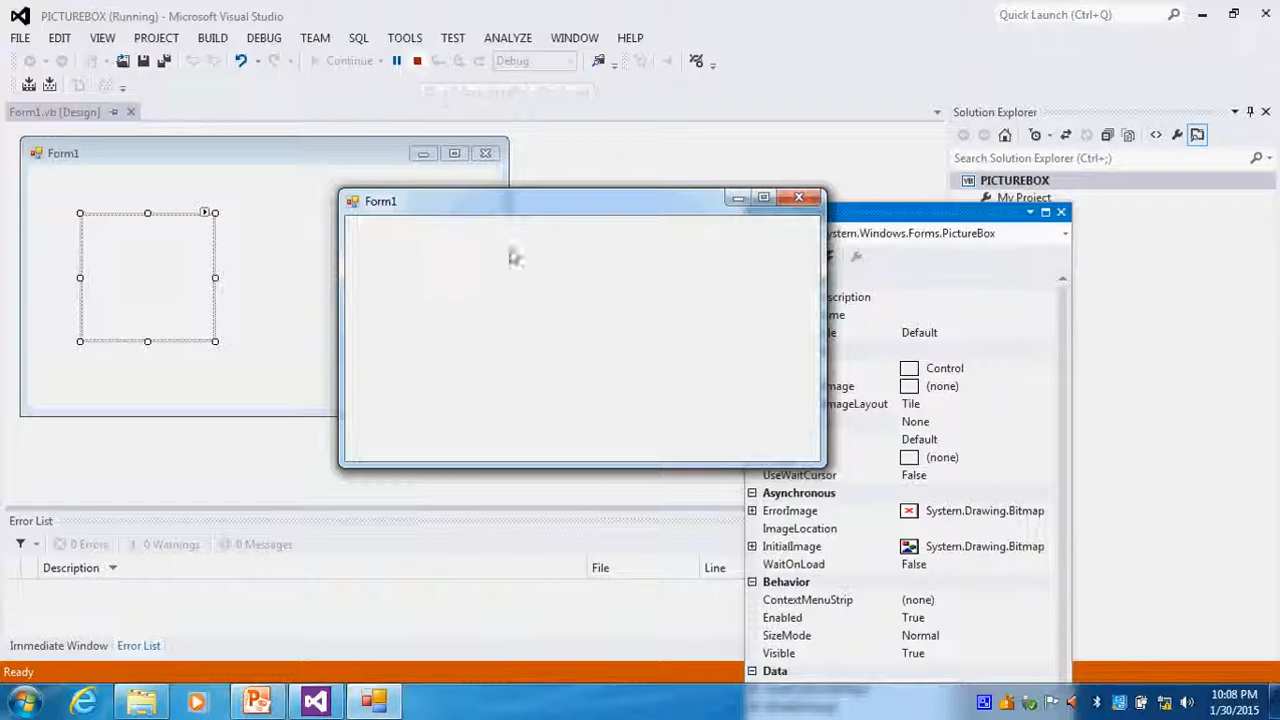 PICTUREBOX (Running) - Microsoft Visual Studio
Quick Launch (Ctrl+Q)
FILE EDIT VIEW PROJECT BUILD DEBUG TEAM SQL TOOLS TEST ANALYZE WINDOW HELP
Continue Debug
Form1.vb [Design]
Solution Explorer
Search Solution Explorer (Ctrl+;)
PICTUREBOX
My Project
Form1
Form1
ystem.Windows.Forms.PictureBox
scription
me
le Default
Control
mage (none)
mageLayout Tile
None
Default
(none)
UseWaitCursor False
Asynchronous
ErrorImage System.Drawing.Bitmap
ImageLocation
InitialImage System.Drawing.Bitmap
WaitOnLoad False
Behavior
ContextMenuStrip (none)
Enabled True
SizeMode Normal
Visible True
Data
Error List
0 Errors 0 Warnings 0 Messages
Description File Line
Immediate Window Error List
Ready
10:08 PM
1/30/2015